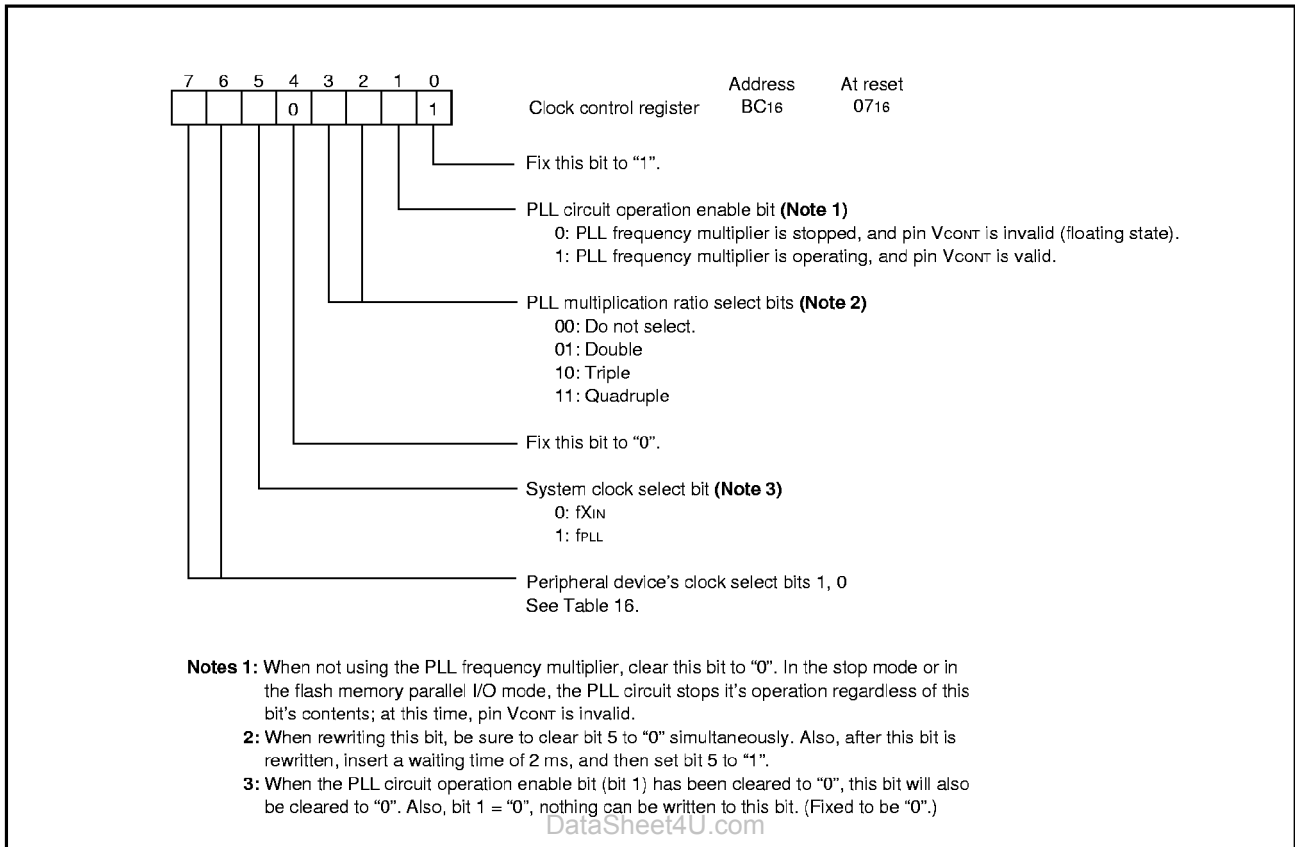 7 6 5 4 3 2 1 0
0 1
Address At reset
Clock control register BC16 0716
Fix this bit to “1”.
PLL circuit operation enable bit (Note 1)
0: PLL frequency multiplier is stopped, and pin VCONT is invalid (floating state).
1: PLL frequency multiplier is operating, and pin VCONT is valid.
PLL multiplication ratio select bits (Note 2)
00: Do not select.
01: Double
10: Triple
11: Quadruple
Fix this bit to “0”.
System clock select bit (Note 3)
0: fXIN
1: fPLL
Peripheral device's clock select bits 1, 0
See Table 16.
Notes 1: When not using the PLL frequency multiplier, clear this bit to “0”. In the stop mode or in
the flash memory parallel I/O mode, the PLL circuit stops it's operation regardless of this
bit's contents; at this time, pin VCONT is invalid.
2: When rewriting this bit, be sure to clear bit 5 to “0” simultaneously. Also, after this bit is
rewritten, insert a waiting time of 2 ms, and then set bit 5 to “1”.
3: When the PLL circuit operation enable bit (bit 1) has been cleared to “0”, this bit will also
be cleared to “0”. Also, bit 1 = “0”, nothing can be written to this bit. (Fixed to be “0”.)
DataSheet4U.com